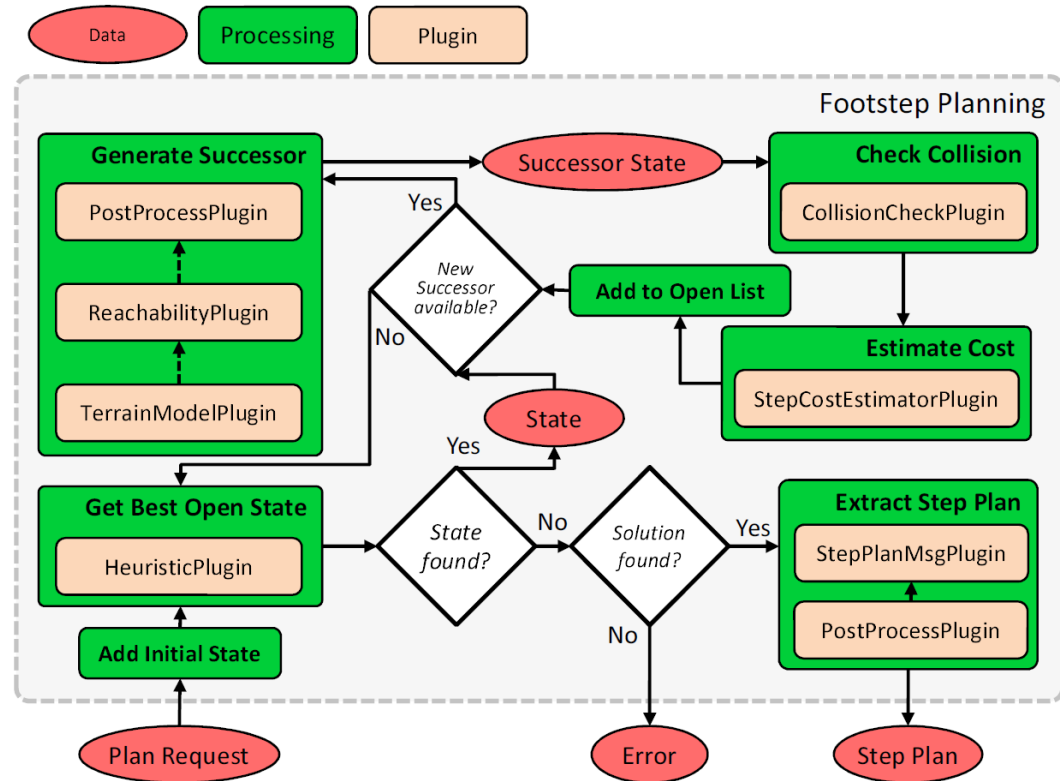 Data
Processing
Plugin
Footstep Planning
Generate Successor
PostProcessPlugin
ReachabilityPlugin
TerrainModelPlugin
Successor State
Check Collision
CollisionCheckPlugin
Yes
New
Successor
available?
No
Add to Open List
Estimate Cost
StepCostEstimatorPlugin
State
Yes
Get Best Open State
HeuristicPlugin
State
found?
No
Solution
found?
Yes
No
Extract Step Plan
StepPlanMsgPlugin
PostProcessPlugin
Add Initial State
Plan Request
Error
Step Plan